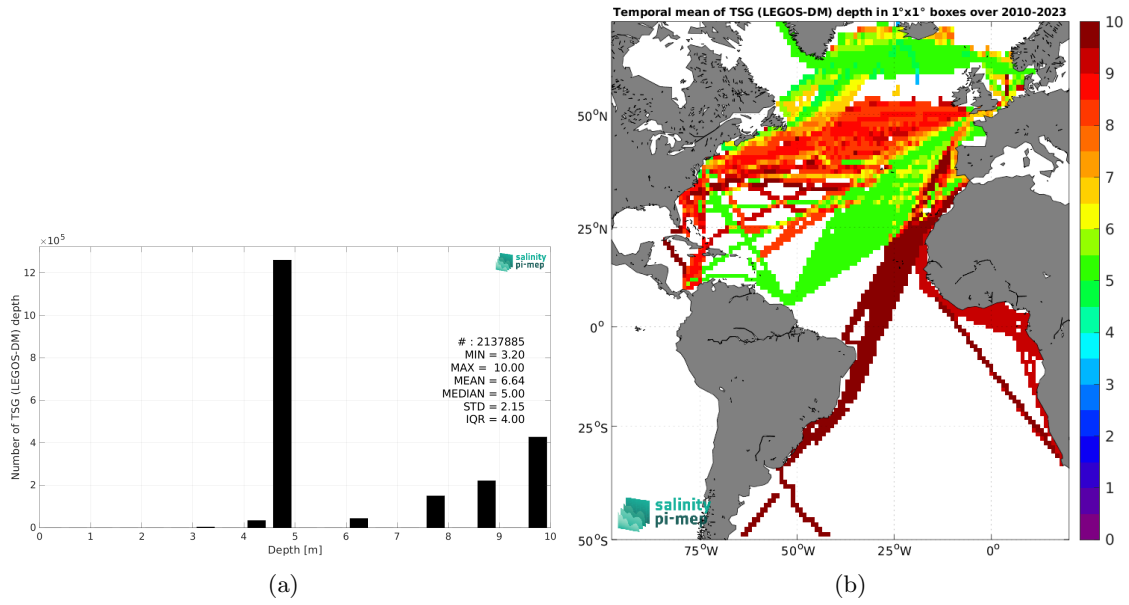 ×10⁵
12
10
8
6
4
2
0
Number of TSG (LEGOS-DM) depth
salinity
pi-mep
# : 2137885
MIN = 3.20
MAX = 10.00
MEAN = 6.64
MEDIAN = 5.00
STD = 2.15
IQR = 4.00
0 1 2 3 4 5 6 7 8 9 10
Depth [m]
(a)
Temporal mean of TSG (LEGOS-DM) depth in 1°x1° boxes over 2010-2023
50°N
25°N
0°
25°S
50°S
75°W 50°W 25°W 0°
salinity
pi-mep
10
9
8
7
6
5
4
3
2
1
0
(b)